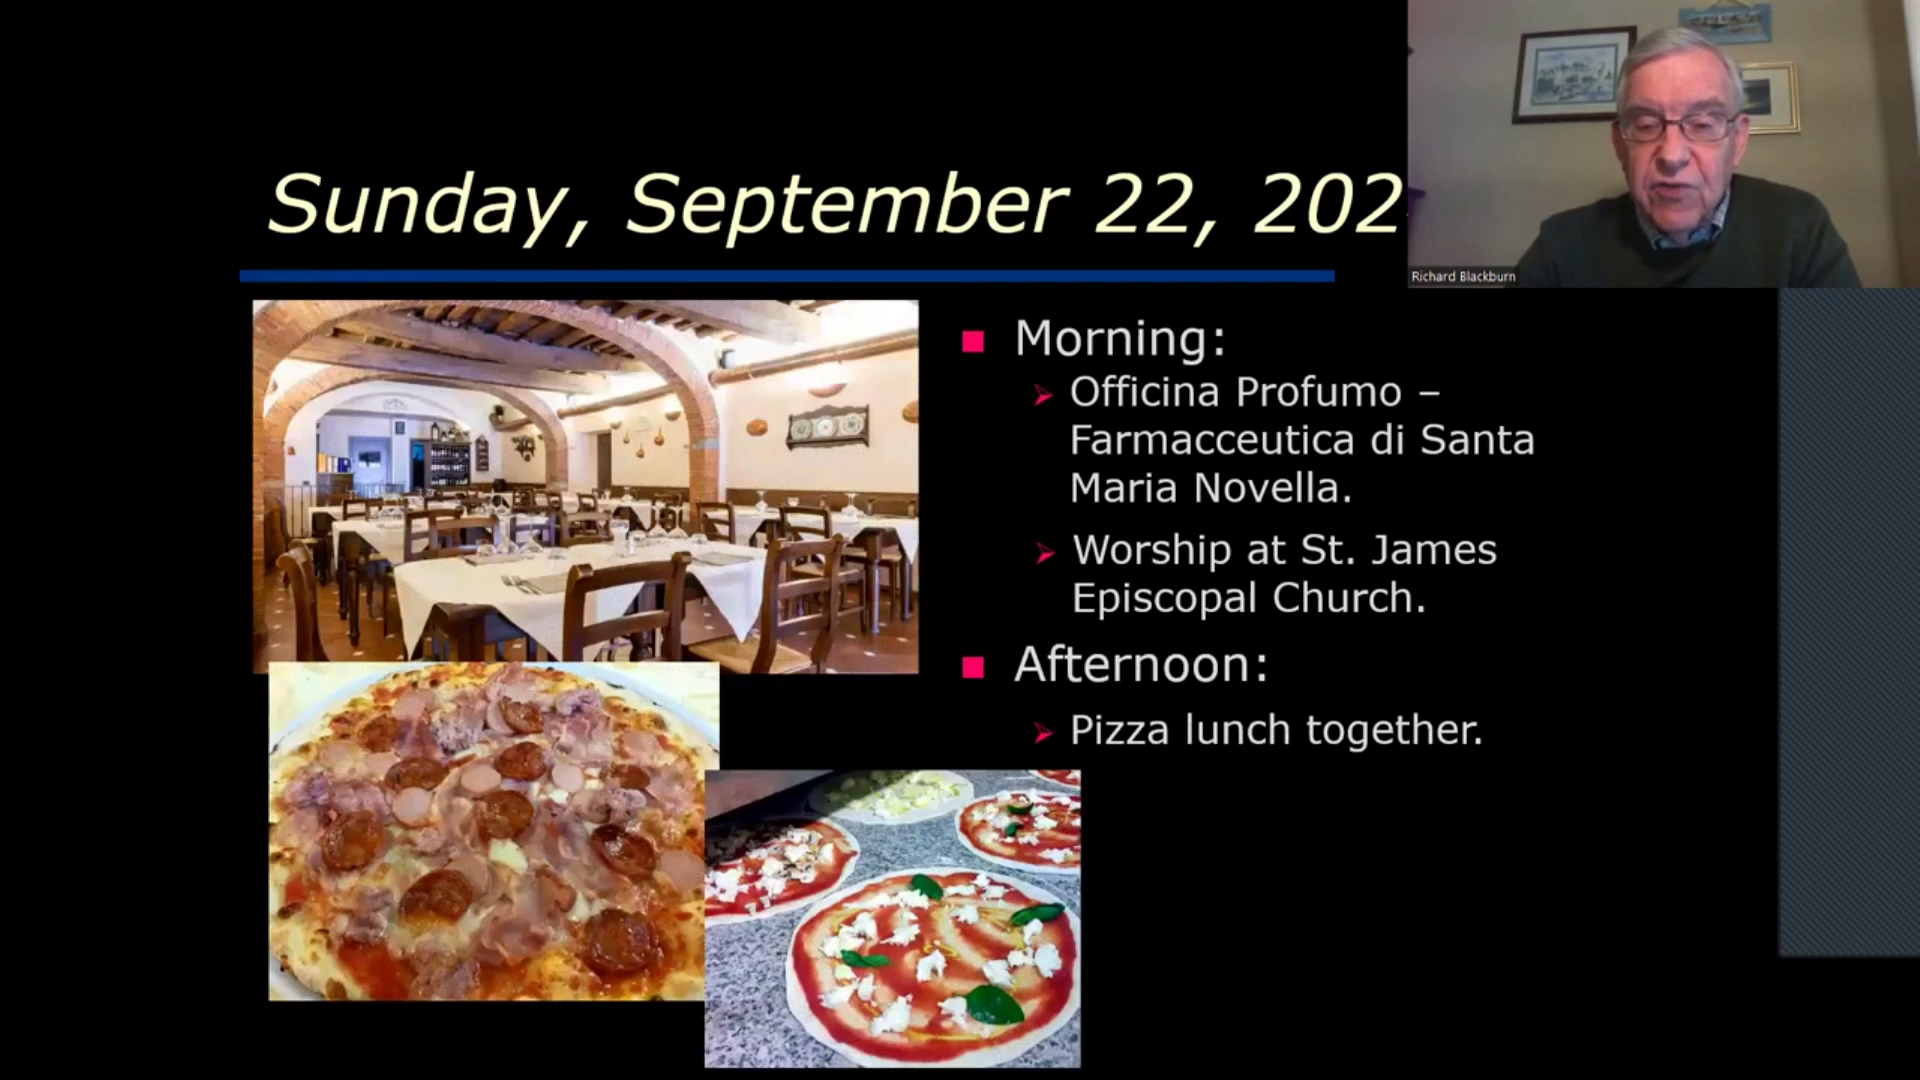 Sunday, September 22, 202
Richard Blackburn
Morning:
Officina Profumo –
Farmacceutica di Santa
Maria Novella.
Worship at St. James
Episcopal Church.
Afternoon:
Pizza lunch together.